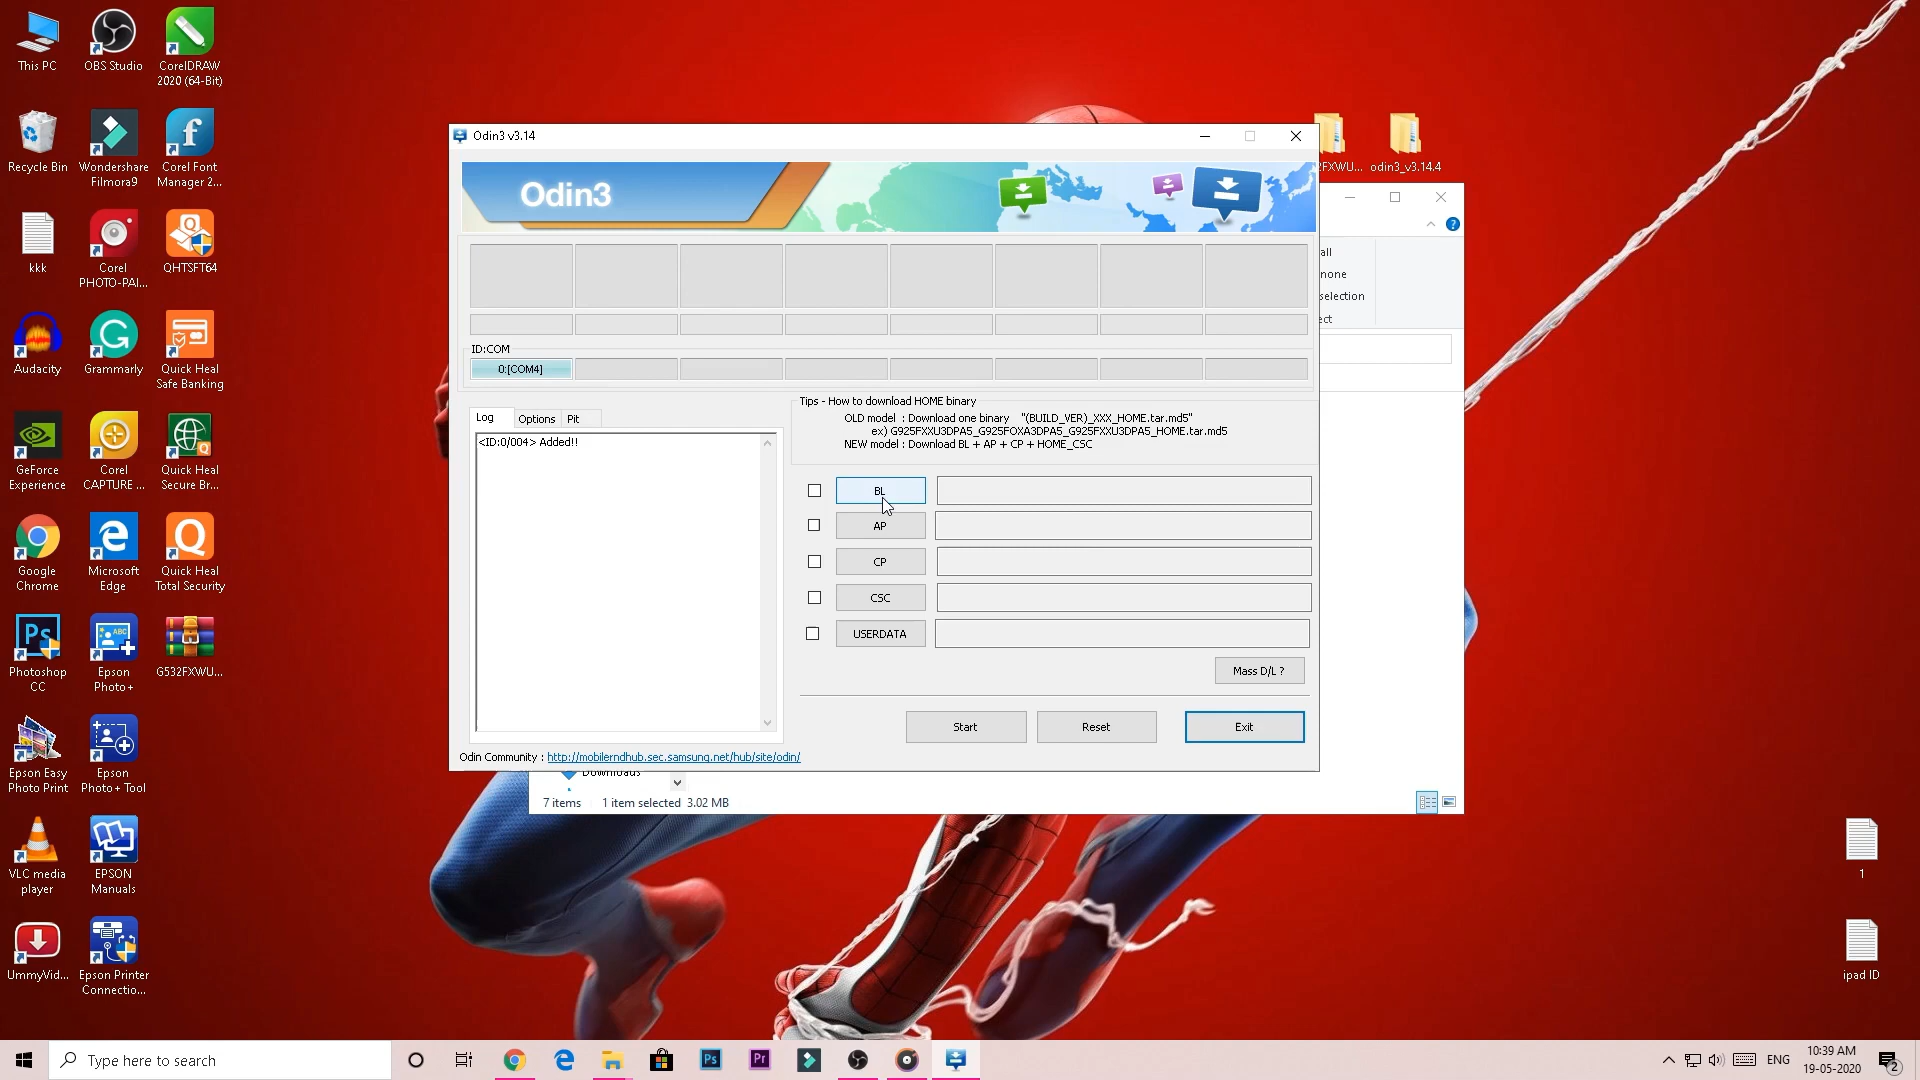 This PC
OBS Studio
CorelDRAW
2020 (64-Bit)
Recycle Bin
Wondershare
Filmora9
Corel Font
Manager 2...
kkk
Corel
PHOTO-PAI...
QHTSFT64
Audacity
Grammarly
Quick Heal
Safe Banking
GeForce
Experience
Corel
CAPTURE ...
Quick Heal
Secure Br...
Google
Chrome
Microsoft
Edge
Quick Heal
Total Security
Photoshop
CC
Epson
Photo+
G532FXWU...
Epson Easy
Photo Print
Epson
Photo+ Tool
VLC media
player
EPSON
Manuals
UmmyVid...
Epson Printer
Connectio...
Odin3 v3.14
Odin3
ID:COM
0:[COM4]
Log
Options
Pit
<ID:0/004> Added!!
Tips - How to download HOME binary
OLD model : Download one binary "(BUILD_VER)_XXX_HOME.tar.md5"
ex) G925FXXU3DPA5_G925FOXA3DPA5_G925FXXU3DPA5_HOME.tar.md5
NEW model : Download BL + AP + CP + HOME_CSC
BL
AP
CP
CSC
USERDATA
Mass D/L ?
Start
Reset
Exit
Odin Community : http://mobilerndhub.sec.samsung.net/hub/site/odin/
2FXWU...
odin3_v3.14.4
all
none
selection
ect
Downloads
7 items
1 item selected 3.02 MB
1
ipad ID
Type here to search
Ps
Pr
ENG
10:39 AM
19-05-2020
2